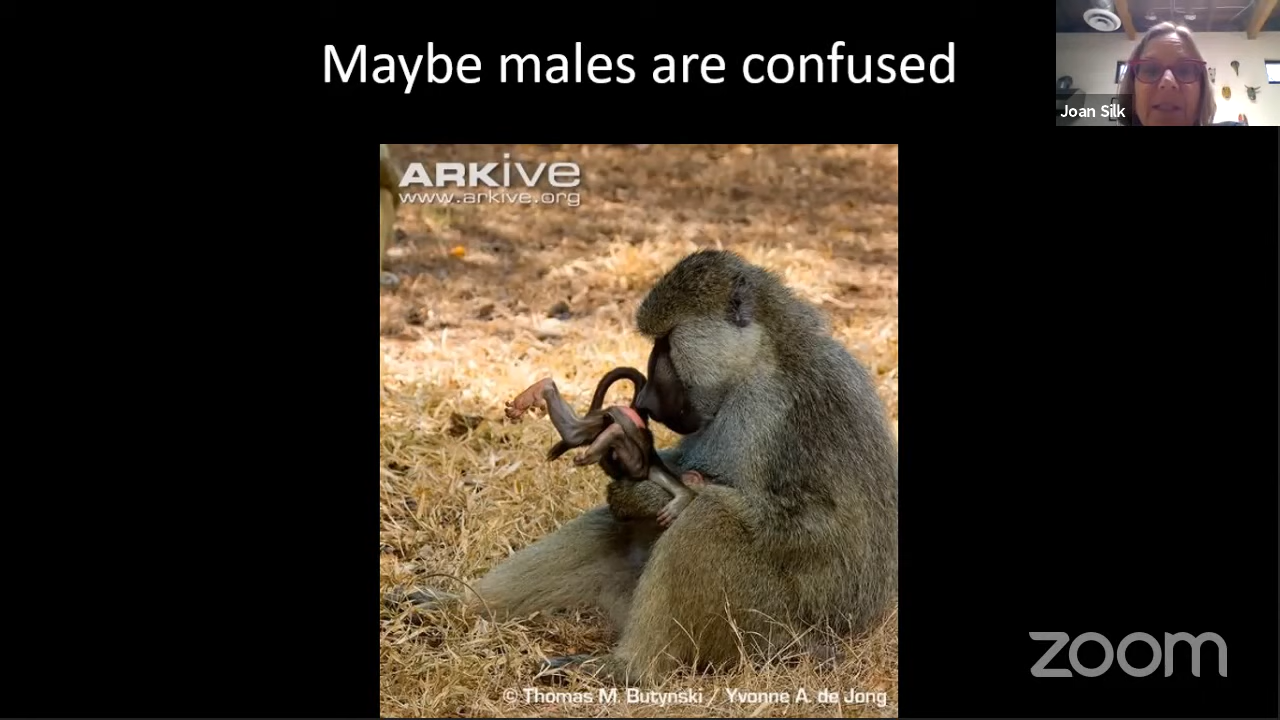 Maybe males are confused
Joan Silk
ARKive
www.arkive.org
zoom
© Thomas M. Butynski / Yvonne A. de Jong